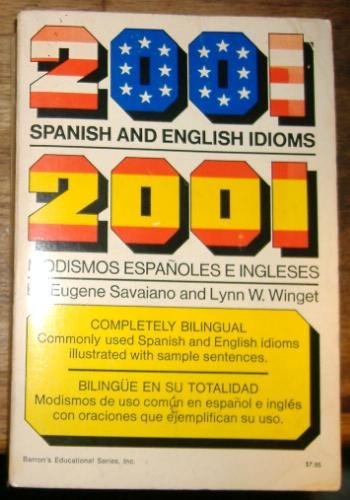 2001
SPANISH AND ENGLISH IDIOMS
2001
MODISMOS ESPAÑOLES E INGLESES
By Eugene Savaiano and Lynn W. Winget
COMPLETELY BILINGUAL
Commonly used Spanish and English idioms
illustrated with sample sentences.
BILINGÜE EN SU TOTALIDAD
Modismos de uso común en español e inglés
con oraciones que ejemplifican su uso.
Barron's Educational Series, Inc.
$7.95